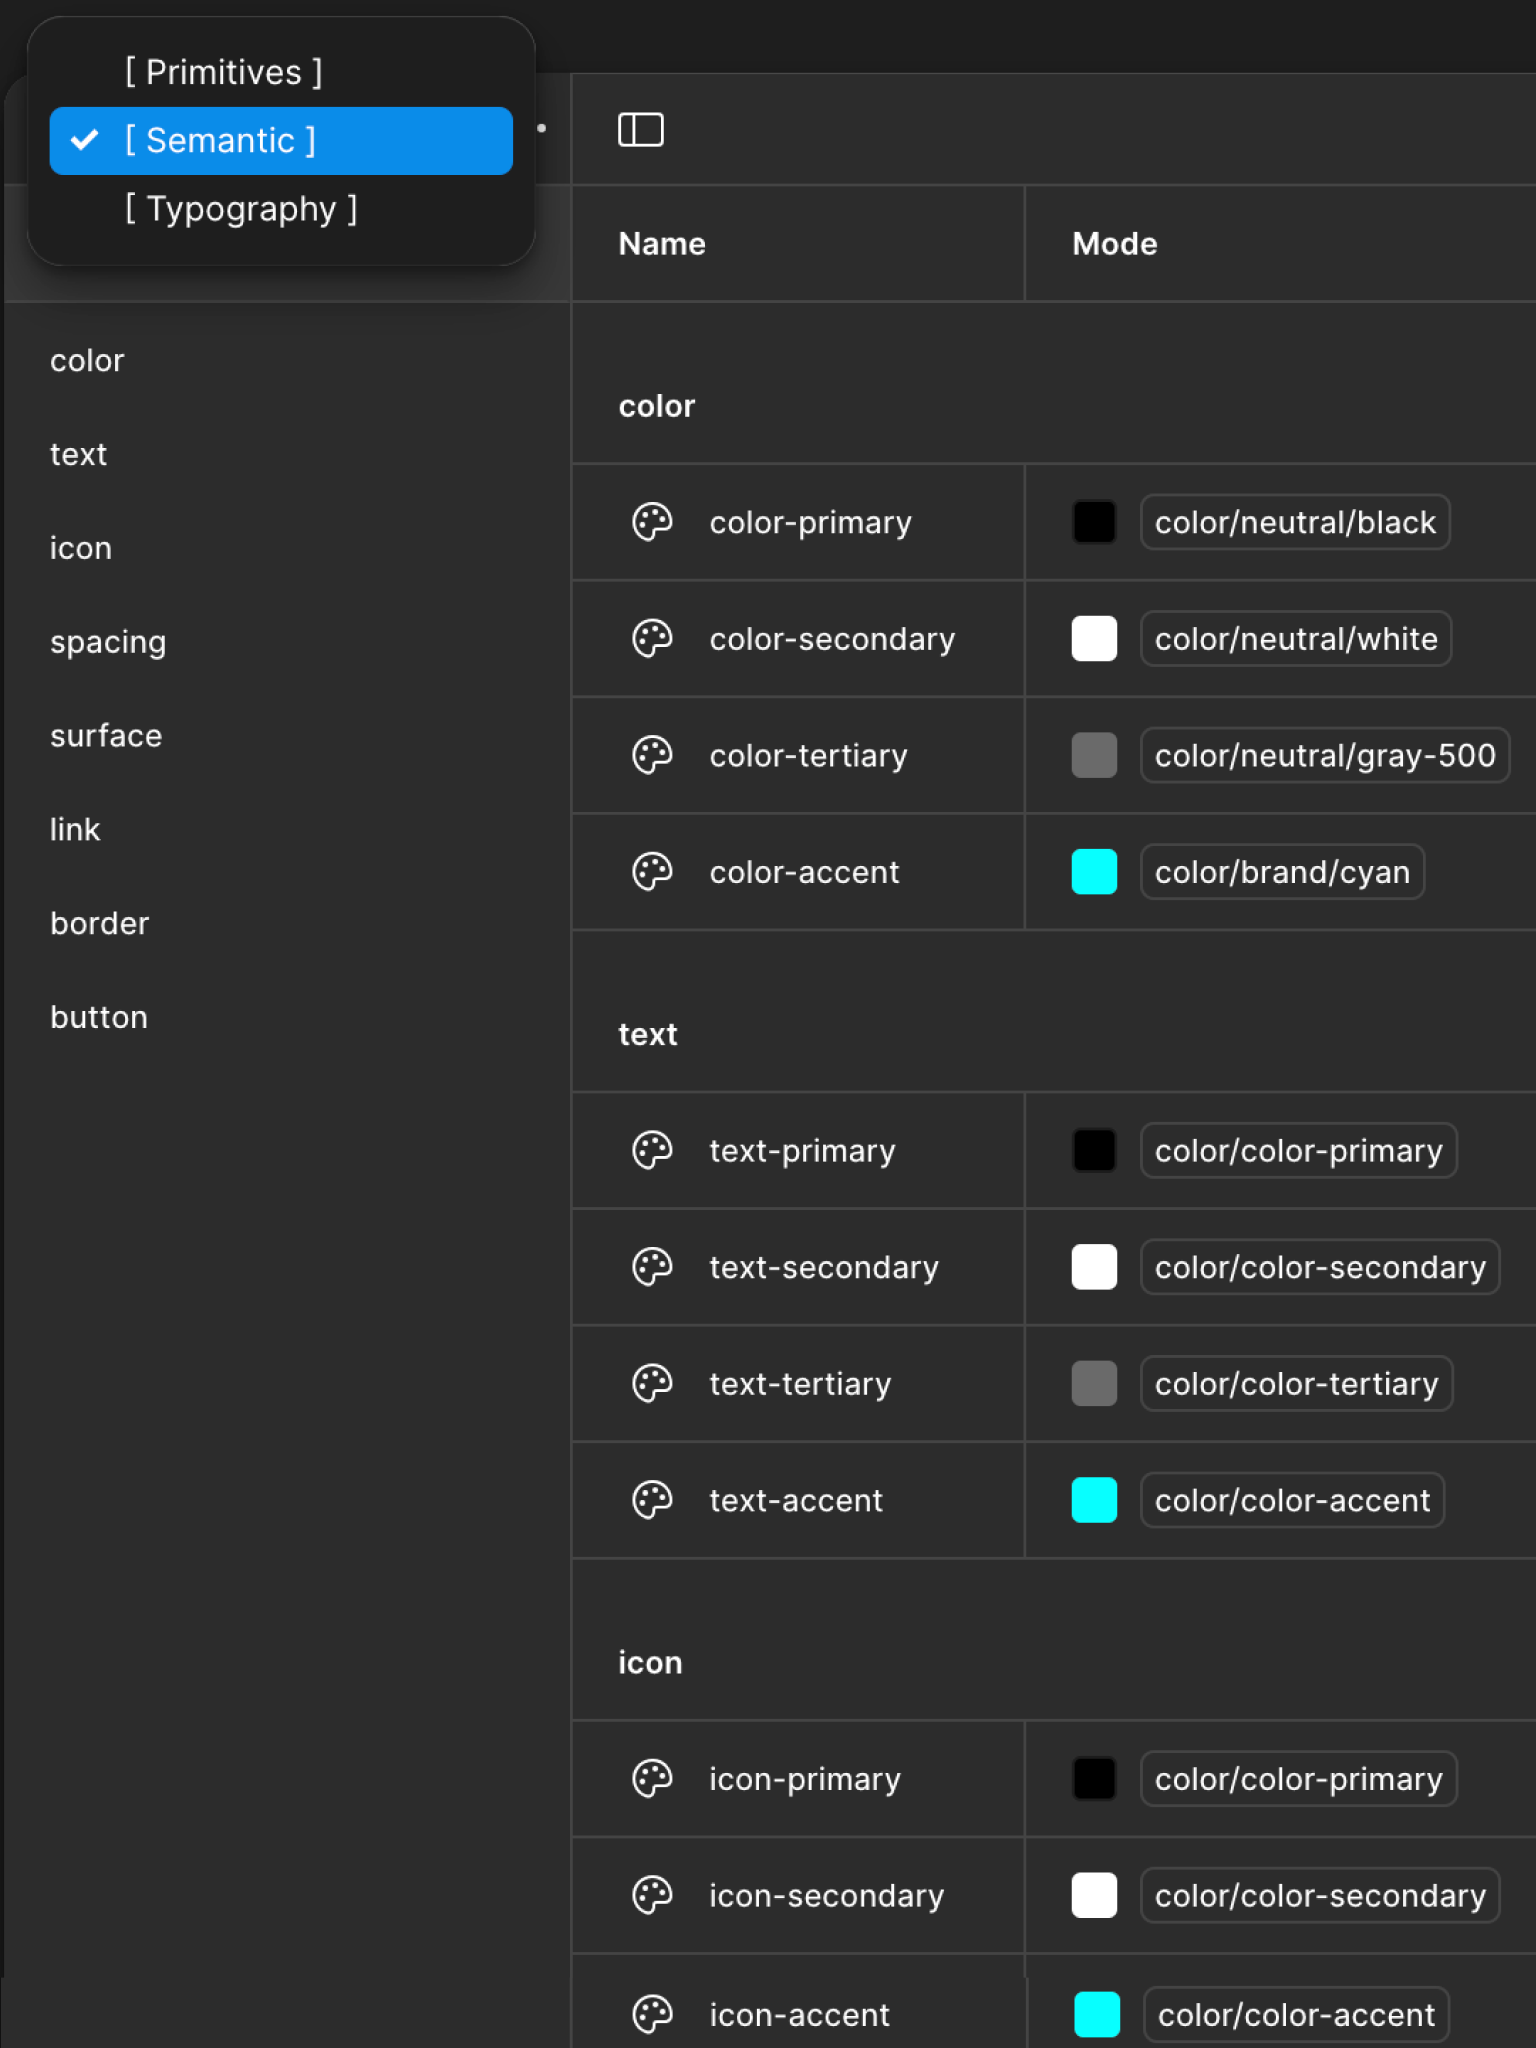 [ Primitives ]
[ Semantic ]
[ Typography ]
color
text
icon
spacing
surface
link
border
button
Name Mode
color
color-primary color/neutral/black
color-secondary color/neutral/white
color-tertiary color/neutral/gray-500
color-accent color/brand/cyan
text
text-primary color/color-primary
text-secondary color/color-secondary
text-tertiary color/color-tertiary
text-accent color/color-accent
icon
icon-primary color/color-primary
icon-secondary color/color-secondary
icon-accent color/color-accent